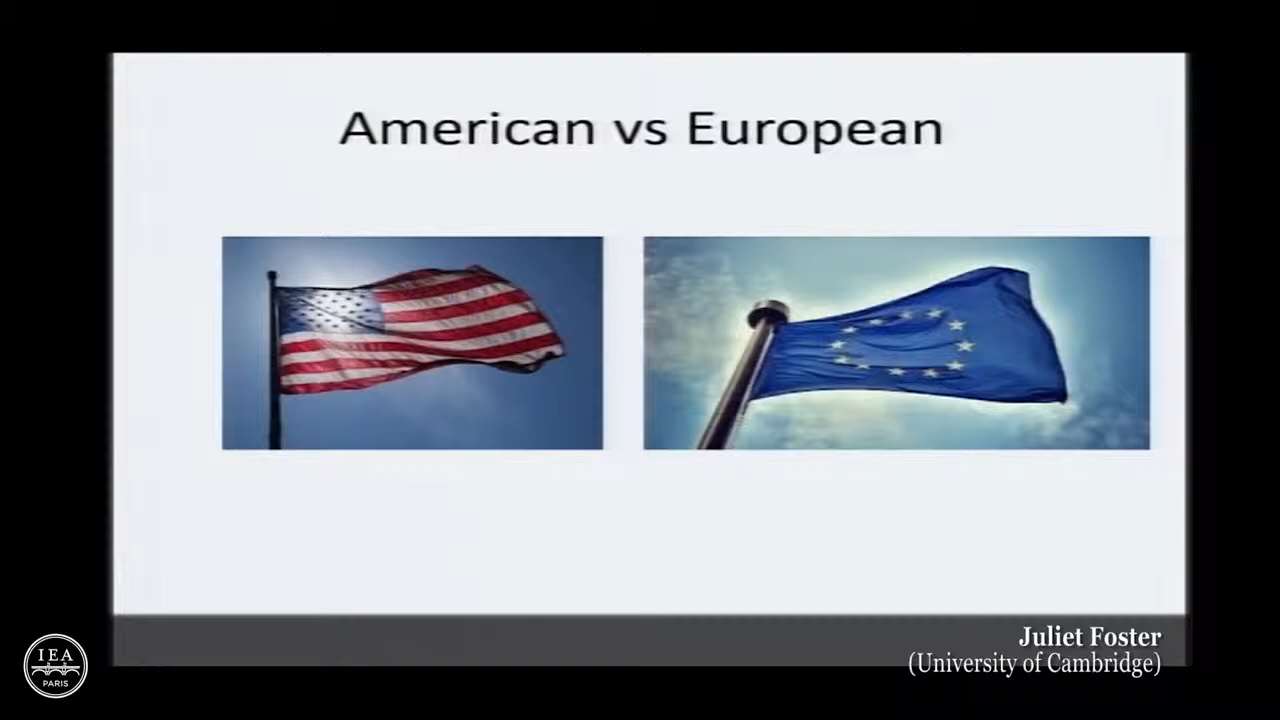 American vs European
Juliet Foster
(University of Cambridge)
IEA
PARIS